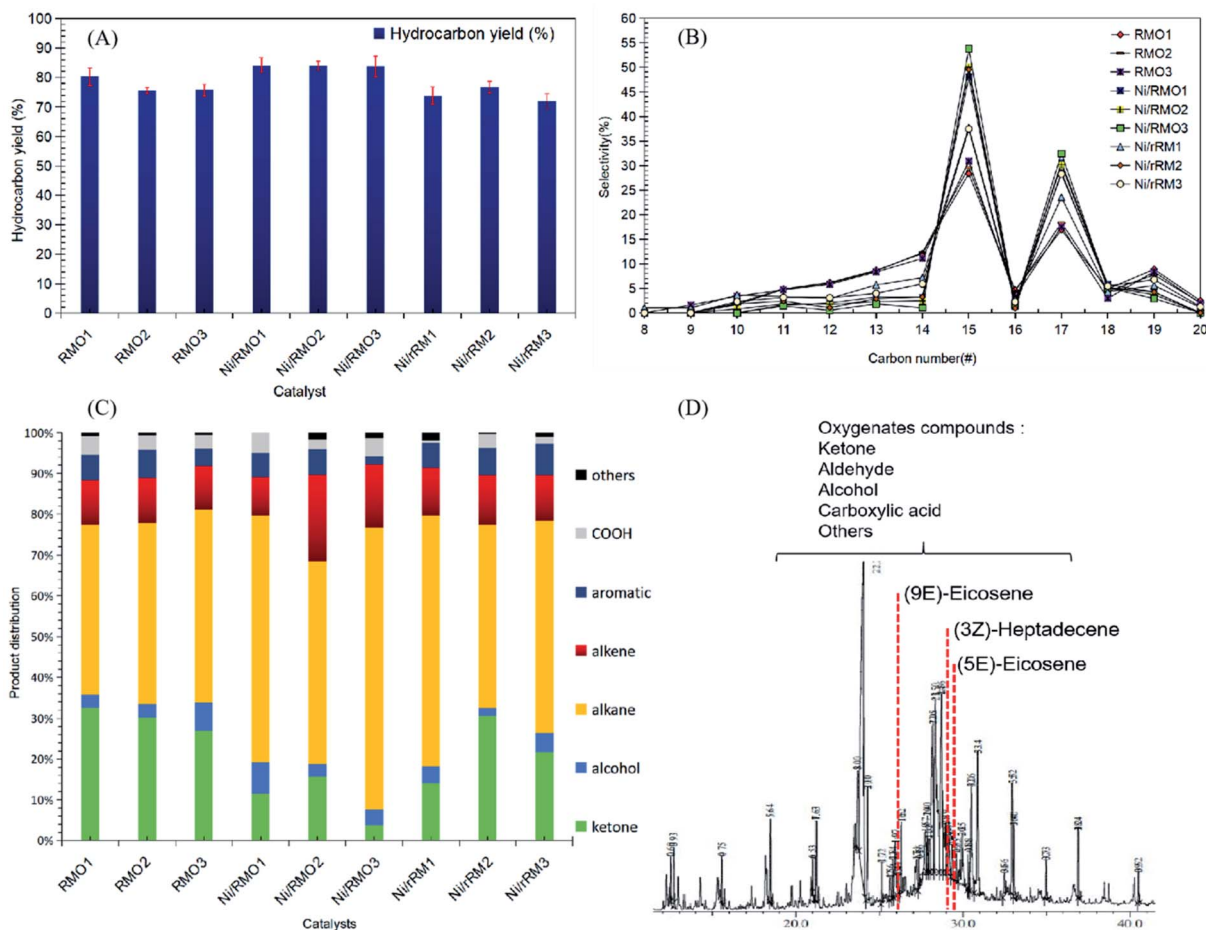 (A)
Hydrocarbon yield (%)
Hydrocarbon yield (%)
100
90
80
70
60
50
40
30
20
10
0
RMO1
RMO2
RMO3
Ni/RMO1
Ni/RMO2
Ni/RMO3
Ni/rRM1
Ni/rRM2
Ni/rRM3
Catalyst
(B)
Selectivity(%)
60
55
50
45
40
35
30
25
20
15
10
5
0
RMO1
RMO2
RMO3
Ni/RMO1
Ni/RMO2
Ni/RMO3
Ni/rRM1
Ni/rRM2
Ni/rRM3
8 9 10 11 12 13 14 15 16 17 18 19 20
Carbon number(#)
(C)
Product distribution
100%
90%
80%
70%
60%
50%
40%
30%
20%
10%
0%
others
COOH
aromatic
alkene
alkane
alcohol
ketone
RMO1
RMO2
RMO3
Ni/RMO1
Ni/RMO2
Ni/RMO3
Ni/rRM1
Ni/rRM2
Ni/rRM3
Catalysts
(D)
Oxygenates compounds :
Ketone
Aldehyde
Alcohol
Carboxylic acid
Others
(9E)-Eicosene
(3Z)-Heptadecene
(5E)-Eicosene
5.64
0.75
20.0
30.0
40.0